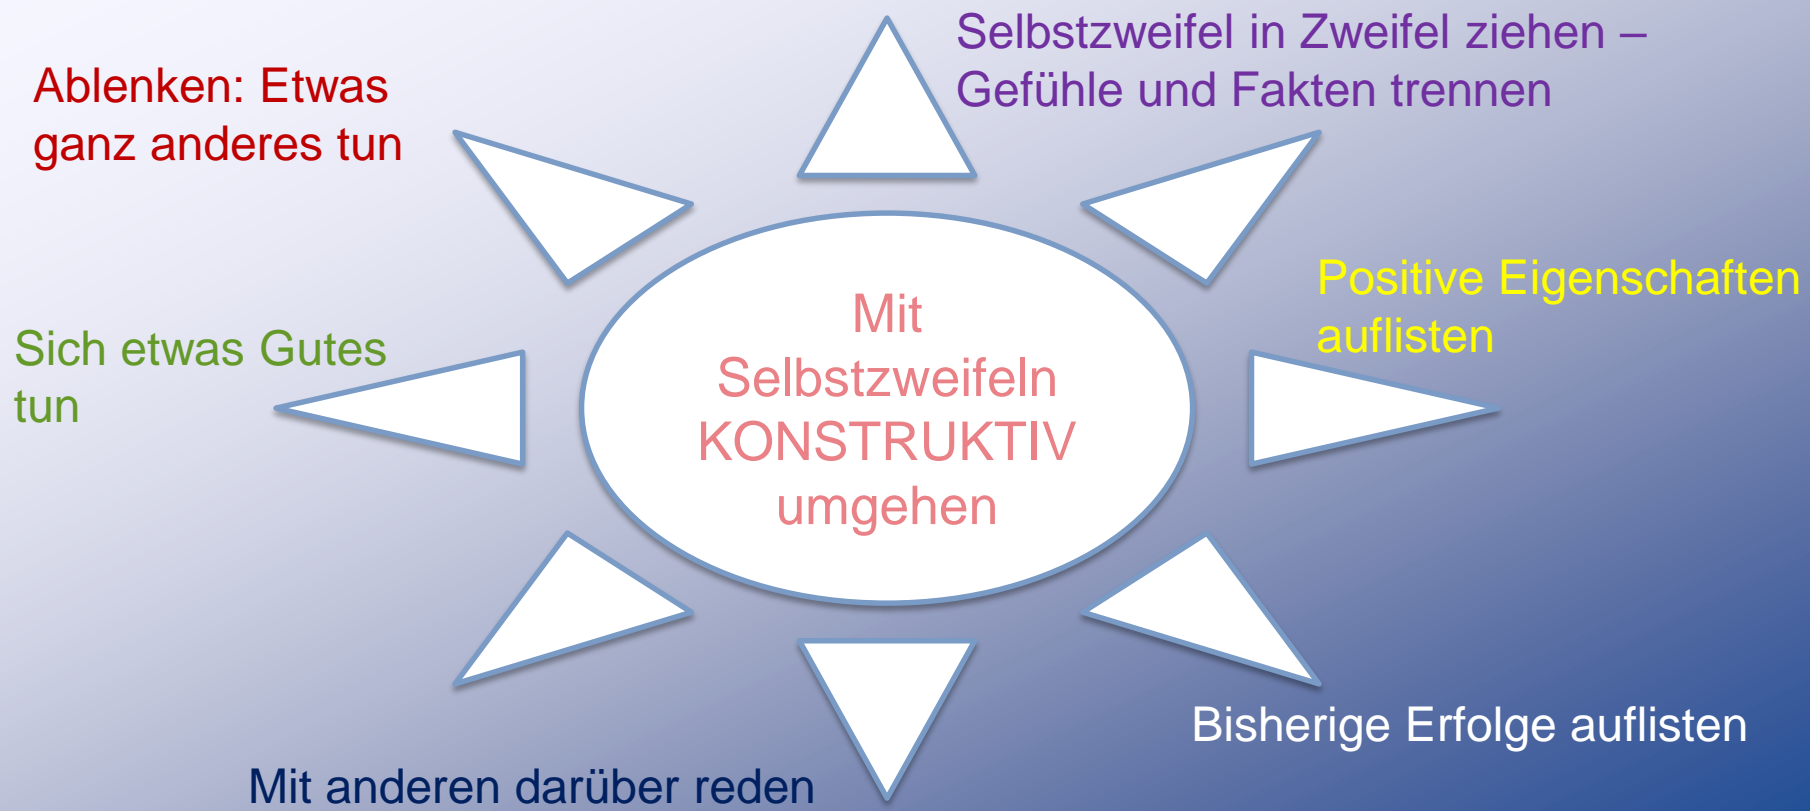 Selbstzweifel in Zweifel ziehen –
Gefühle und Fakten trennen
Ablenken: Etwas
ganz anderes tun
Positive Eigenschaften
auflisten
Sich etwas Gutes
tun
Mit
Selbstzweifeln
KONSTRUKTIV
umgehen
Bisherige Erfolge auflisten
Mit anderen darüber reden